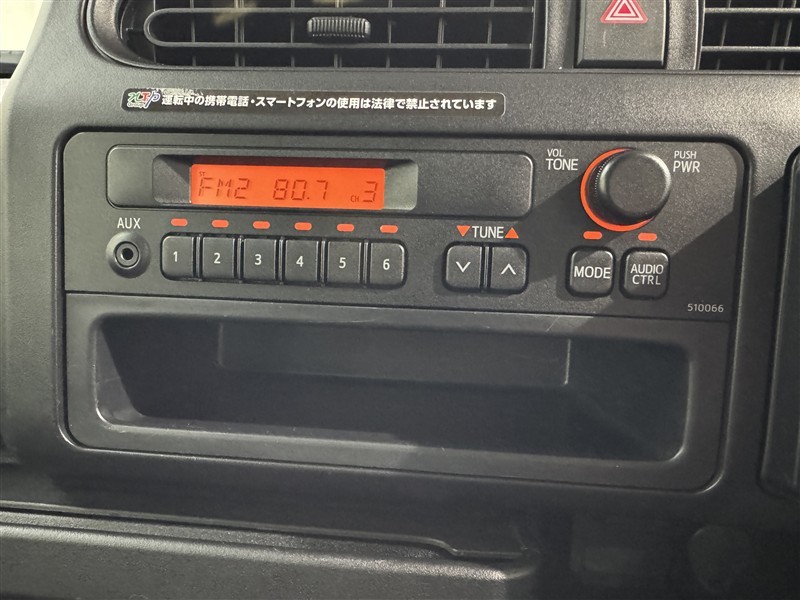 運転中の携帯電話・スマートフォンの使用は法律で禁止されています
FM2 80.7 CH 3
VOL
TONE
PUSH
PWR
AUX
TUNE
1 2 3 4 5 6
MODE
AUDIO
CTRL
510066